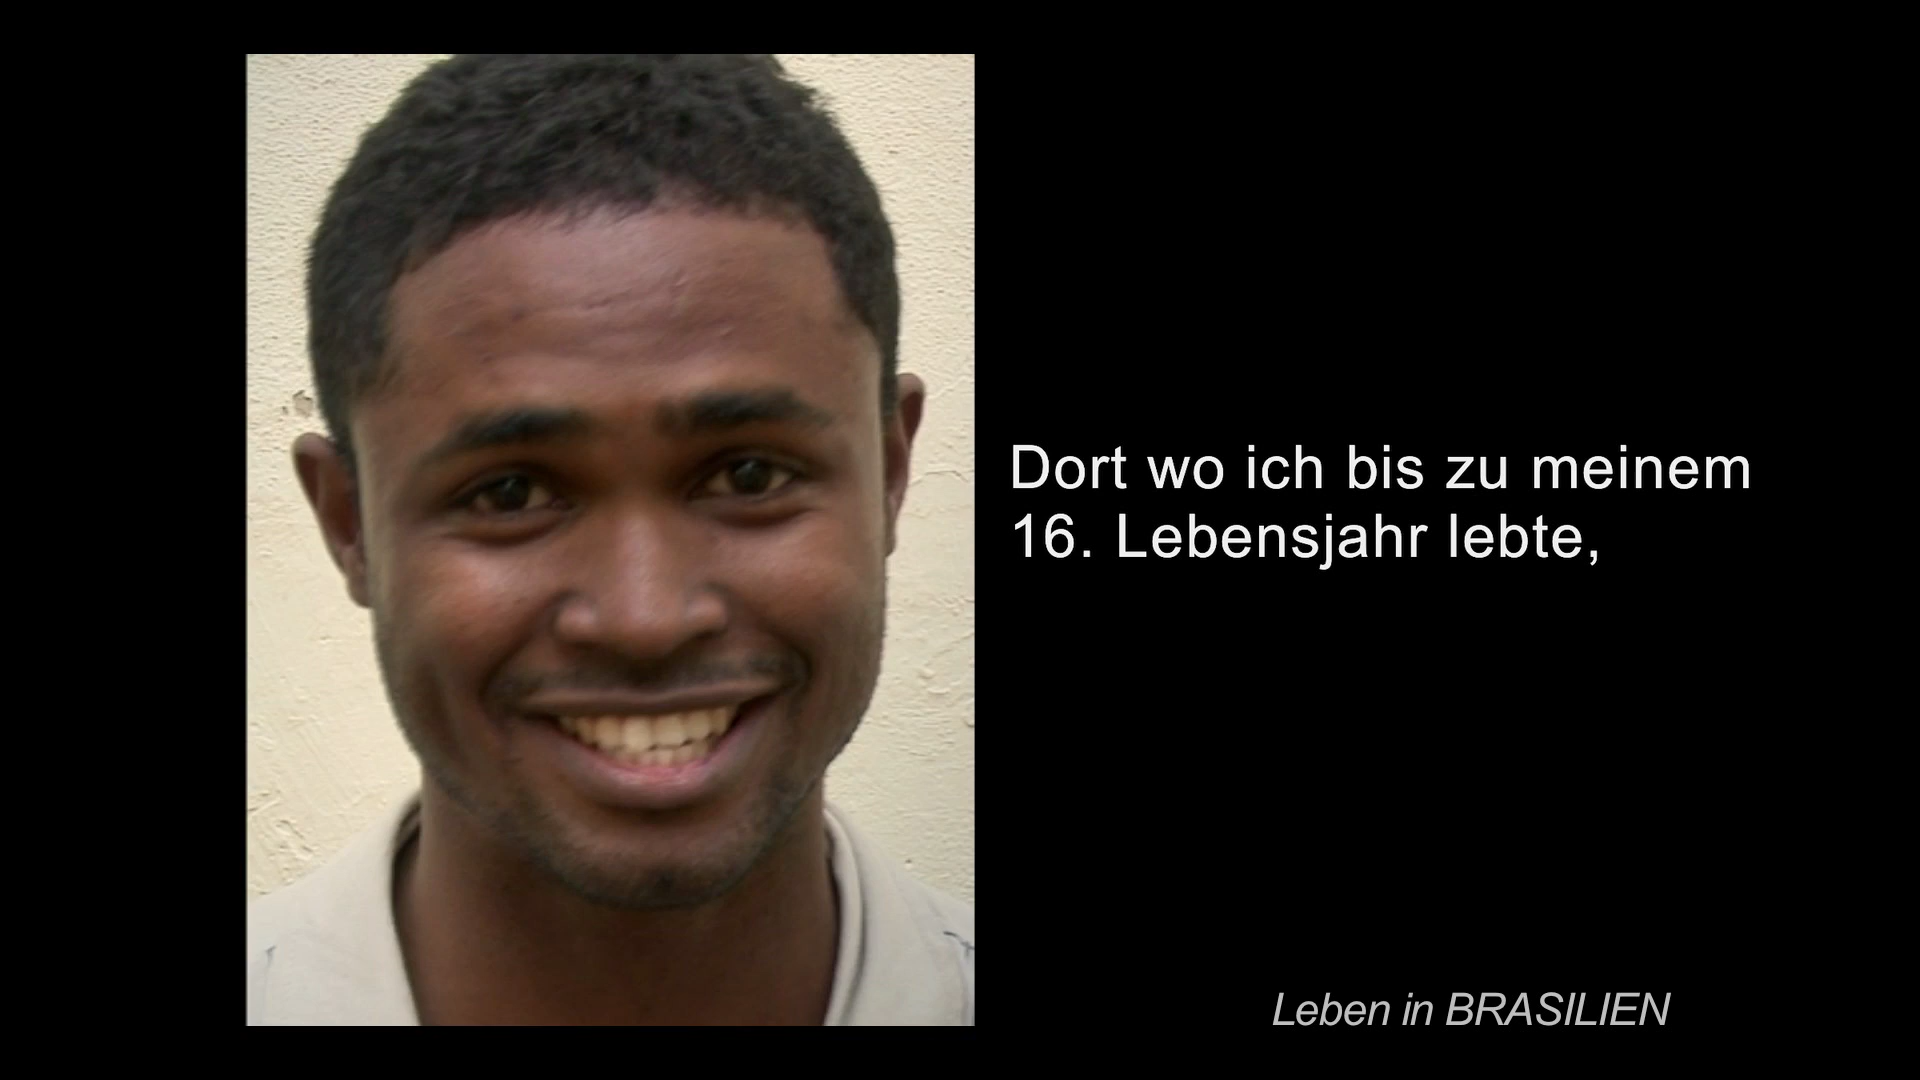 Dort wo ich bis zu meinem
16. Lebensjahr lebte,
Leben in BRASILIEN